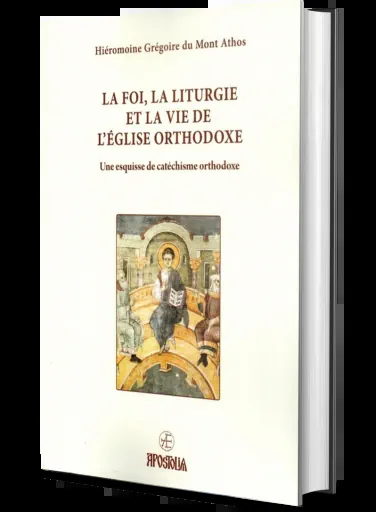 Hiéromoine Grégoire du Mont Athos
LA FOI, LA LITURGIE
ET LA VIE DE
L'ÉGLISE ORTHODOXE
Une esquisse de catéchisme orthodoxe
APOSTOLIA